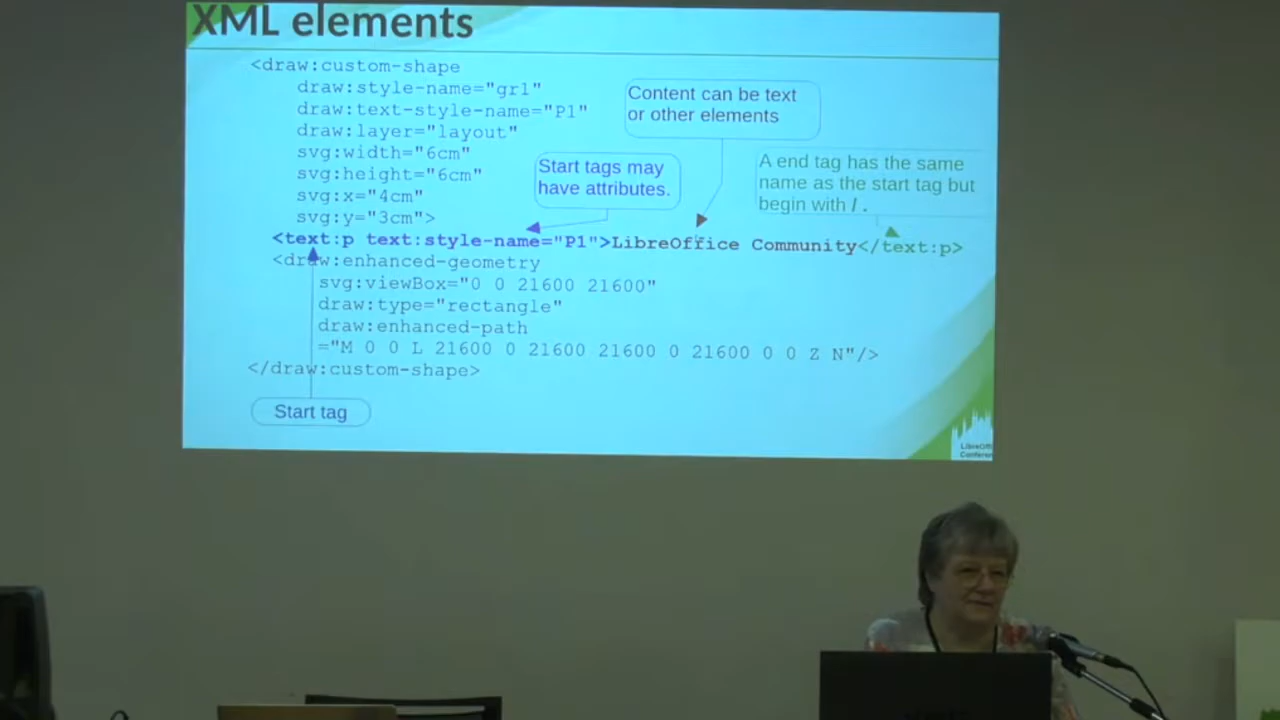 XML elements
<draw:custom-shape
draw:style-name="gr1"
draw:text-style-name="P1"
draw:layer="layout"
svg:width="6cm"
svg:height="6cm"
svg:x="4cm"
svg:y="3cm">
<text:p text:style-name="P1">LibreOffice Community</text:p>
<draw:enhanced-geometry
svg:viewBox="0 0 21600 21600"
draw:type="rectangle"
draw:enhanced-path
="M 0 0 L 21600 0 21600 21600 0 21600 0 0 Z N"/>
</draw:custom-shape>
Content can be text
or other elements
Start tags may
have attributes.
A end tag has the same
name as the start tag but
begin with / .
Start tag
LibreOffi
Conferen